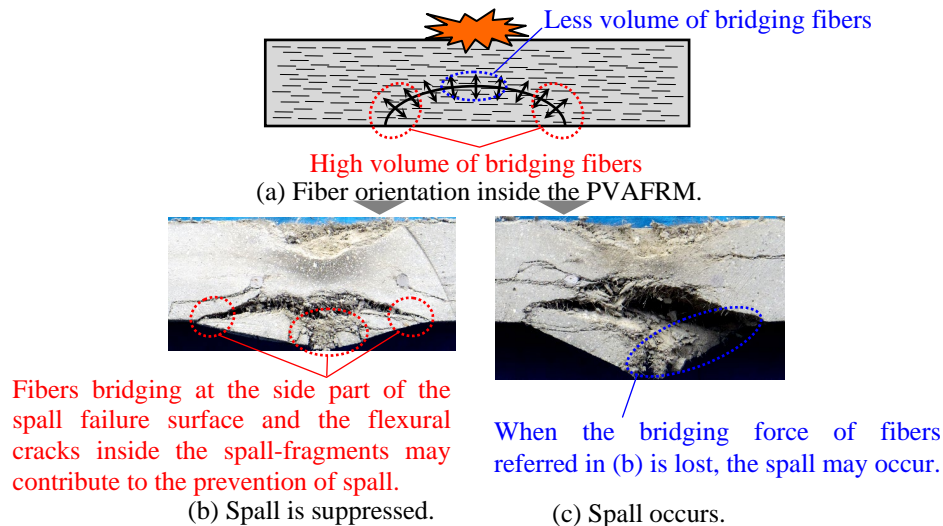 Less volume of bridging fibers
High volume of bridging fibers
(a) Fiber orientation inside the PVAFRM.
Fibers bridging at the side part of the
spall failure surface and the flexural
cracks inside the spall-fragments may
contribute to the prevention of spall.
(b) Spall is suppressed.
When the bridging force of fibers
referred in (b) is lost, the spall may occur.
(c) Spall occurs.